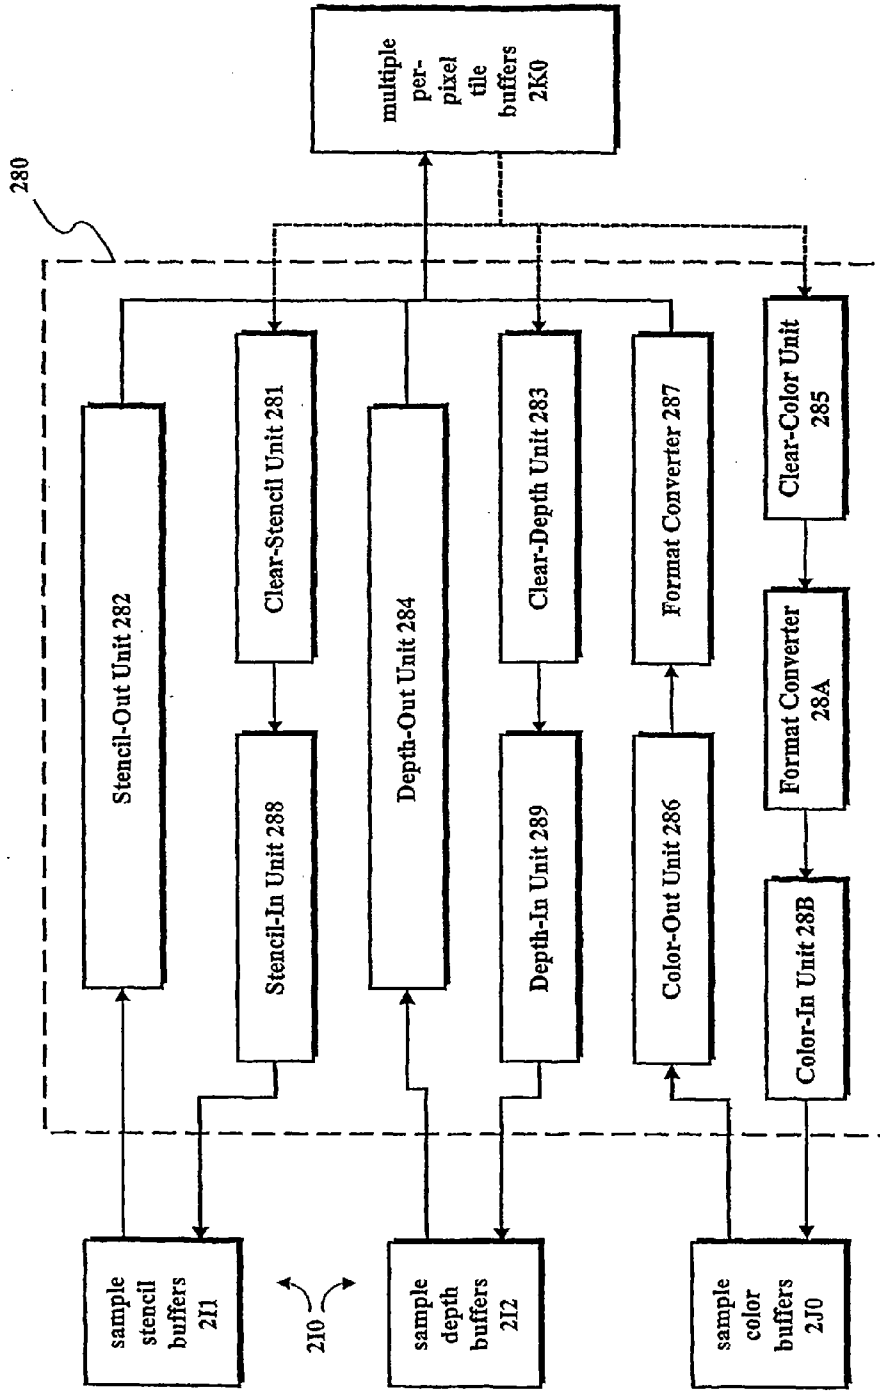 280
multiple
per-
pixel
tile
buffers
2K0
Stencil-Out Unit 282
Clear-Stencil Unit 281
Stencil-In Unit 288
Depth-Out Unit 284
Clear-Depth Unit 283
Depth-In Unit 289
Format Converter 287
Color-Out Unit 286
Clear-Color Unit
285
Format Converter
28A
Color-In Unit 28B
sample
stencil
buffers
2I1
2I0
sample
depth
buffers
2I2
sample
color
buffers
2J0